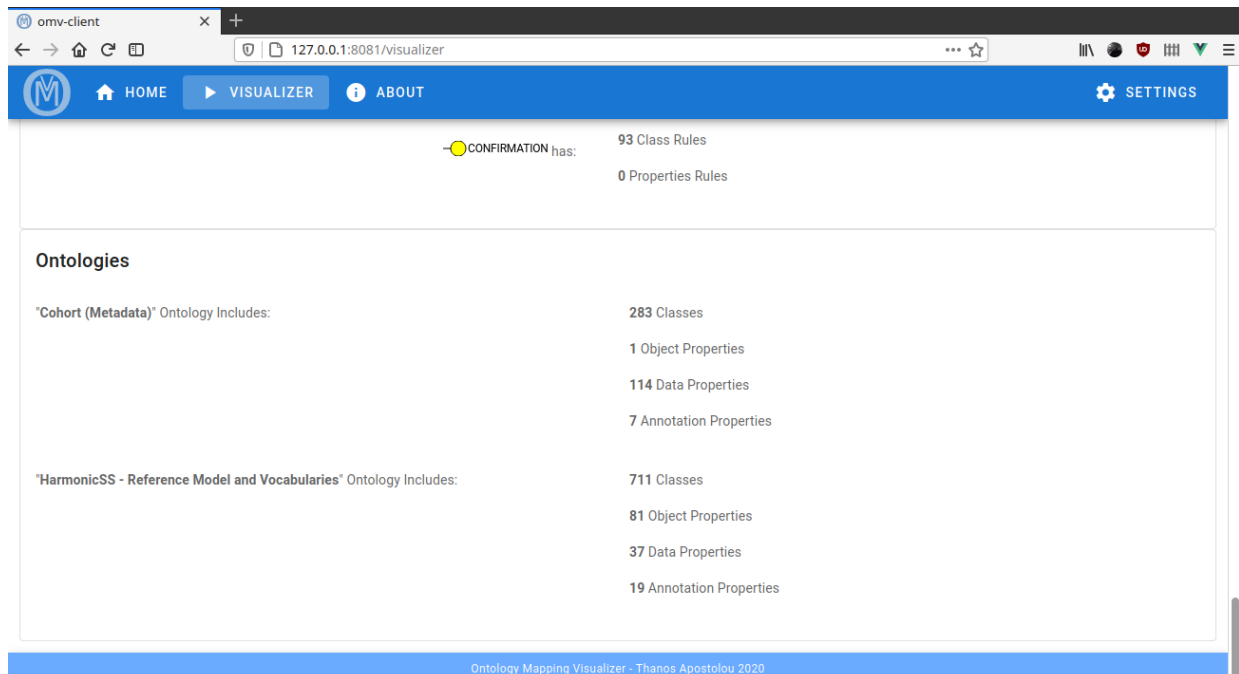 omv-client
127.0.0.1:8081/visualizer
HOME VISUALIZER ABOUT SETTINGS
CONFIRMATION has:
93 Class Rules
0 Properties Rules
Ontologies
"Cohort (Metadata)" Ontology Includes:
283 Classes
1 Object Properties
114 Data Properties
7 Annotation Properties
"HarmonicSS - Reference Model and Vocabularies" Ontology Includes:
711 Classes
81 Object Properties
37 Data Properties
19 Annotation Properties
Ontology Mapping Visualizer - Thanos Apostolou 2020